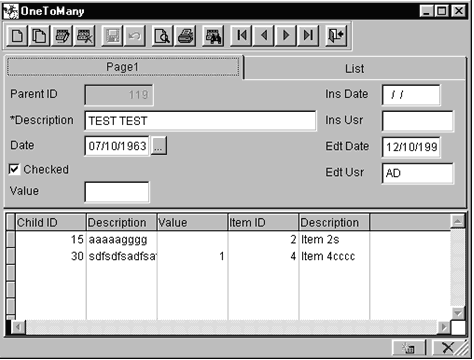 OneToMany
Page1 List
Parent ID 119 Ins Date / /
*Description TEST TEST Ins Usr
Date 07/10/1963 ... Edt Date 12/10/199
Checked Edt Usr AD
Value
Child ID Description Value Item ID Description
15 aaaaagggg 2 Item 2s
30 sdfsdfsadfsa 1 4 Item 4cccc